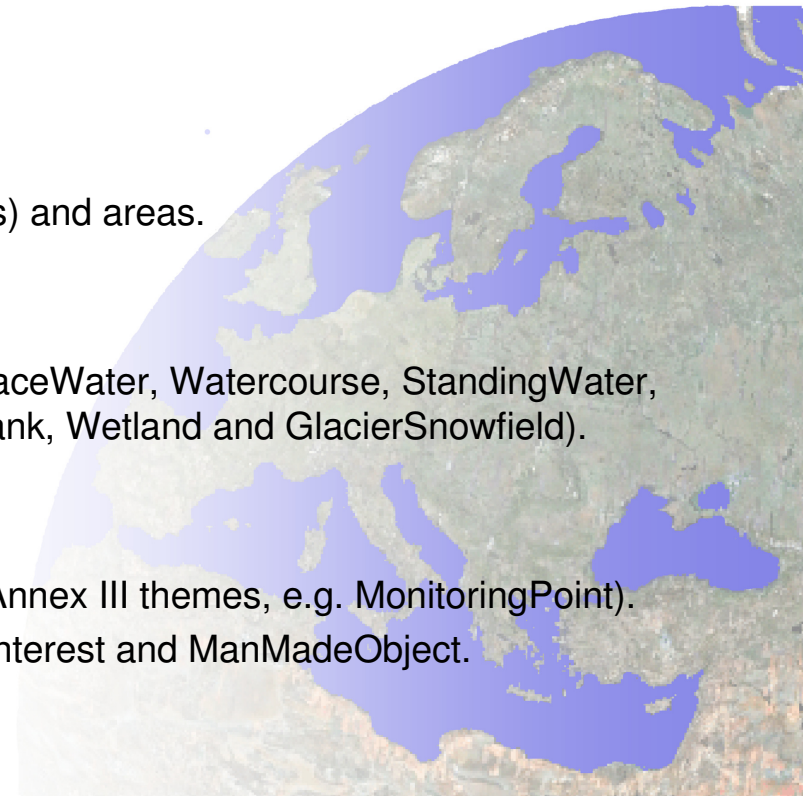 s) and areas.
aceWater, Watercourse, StandingWater,
ank, Wetland and GlacierSnowfield).
Annex III themes, e.g. MonitoringPoint).
nterest and ManMadeObject.